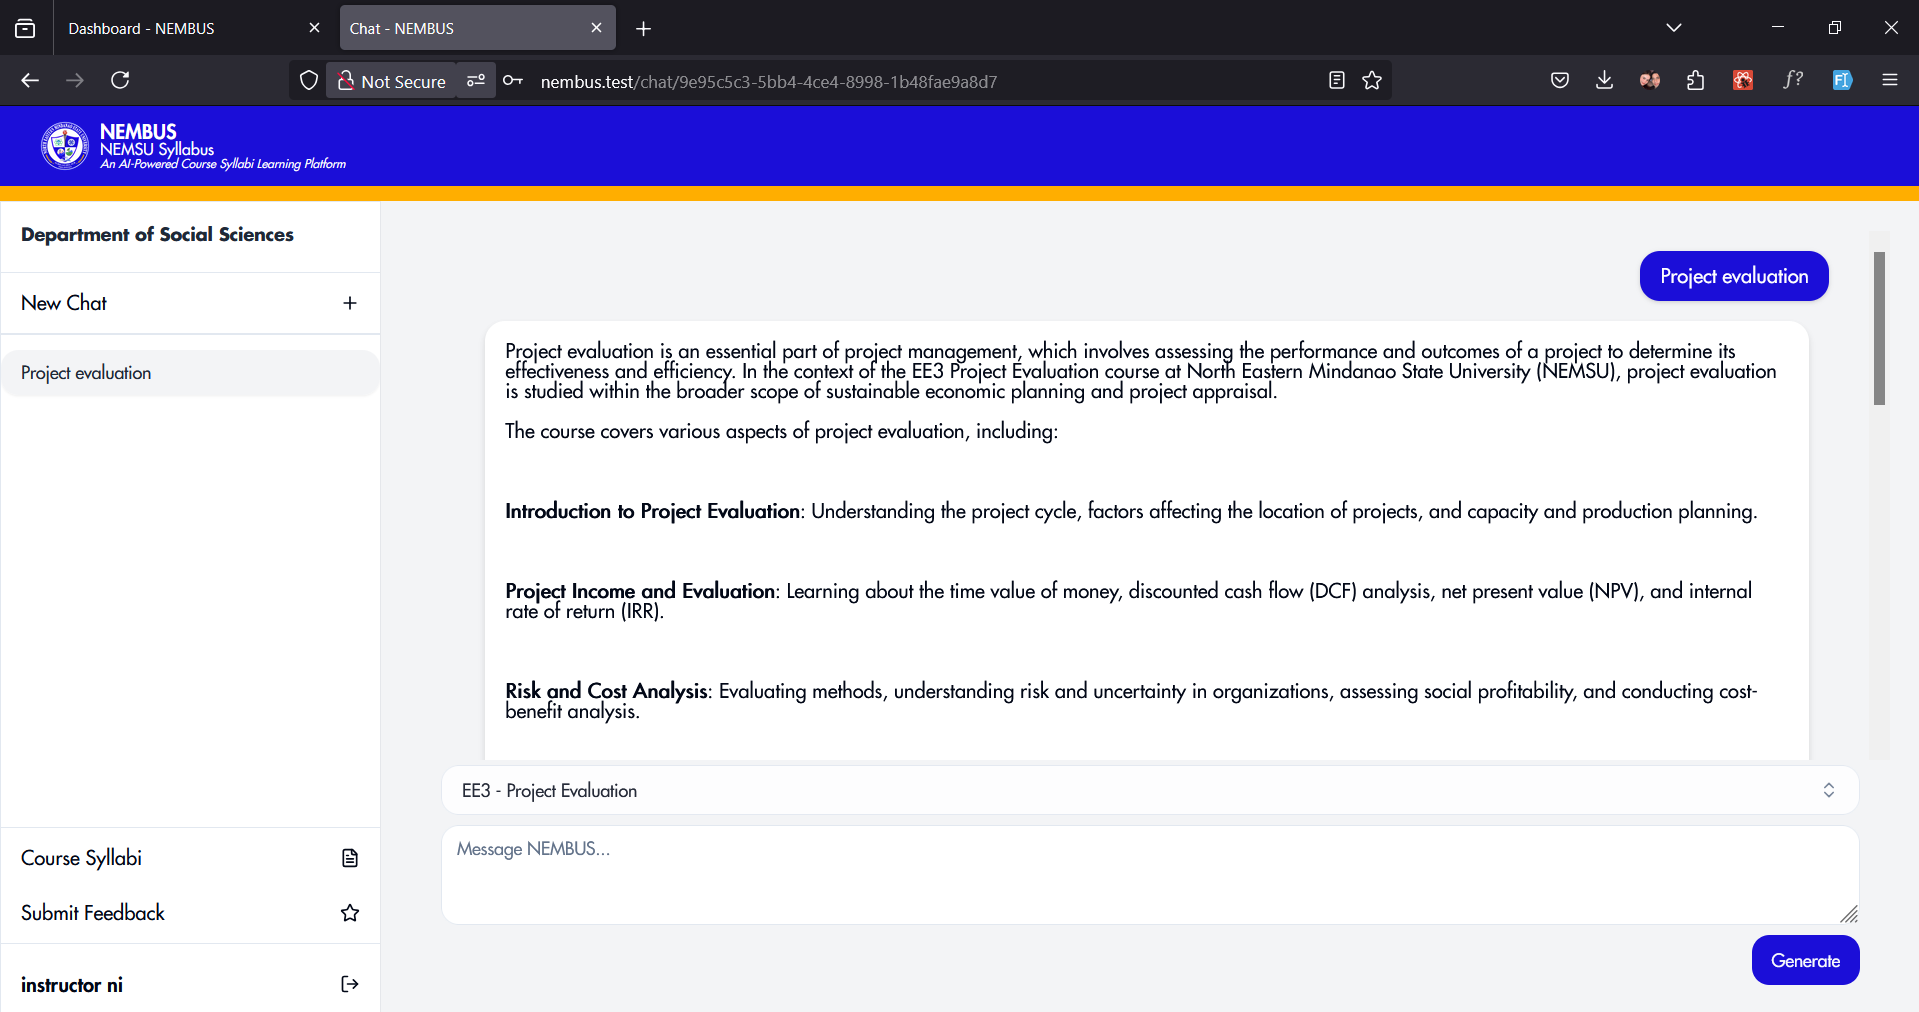 Dashboard - NEMBUS
Chat - NEMBUS
Not Secure
nembus.test/chat/9e95c5c3-5bb4-4ce4-8998-1b48fae9a8d7
f?
FI
NEMBUS
NEMSU Syllabus
An AI-Powered Course Syllabi Learning Platform
Department of Social Sciences
New Chat
Project evaluation
Project evaluation
Project evaluation is an essential part of project management, which involves assessing the performance and outcomes of a project to determine its
effectiveness and efficiency. In the context of the EE3 Project Evaluation course at North Eastern Mindanao State University (NEMSU), project evaluation
is studied within the broader scope of sustainable economic planning and project appraisal.
The course covers various aspects of project evaluation, including:
Introduction to Project Evaluation: Understanding the project cycle, factors affecting the location of projects, and capacity and production planning.
Project Income and Evaluation: Learning about the time value of money, discounted cash flow (DCF) analysis, net present value (NPV), and internal
rate of return (IRR).
Risk and Cost Analysis: Evaluating methods, understanding risk and uncertainty in organizations, assessing social profitability, and conducting cost-
benefit analysis.
EE3 - Project Evaluation
Message NEMBUS...
Generate
Course Syllabi
Submit Feedback
instructor ni